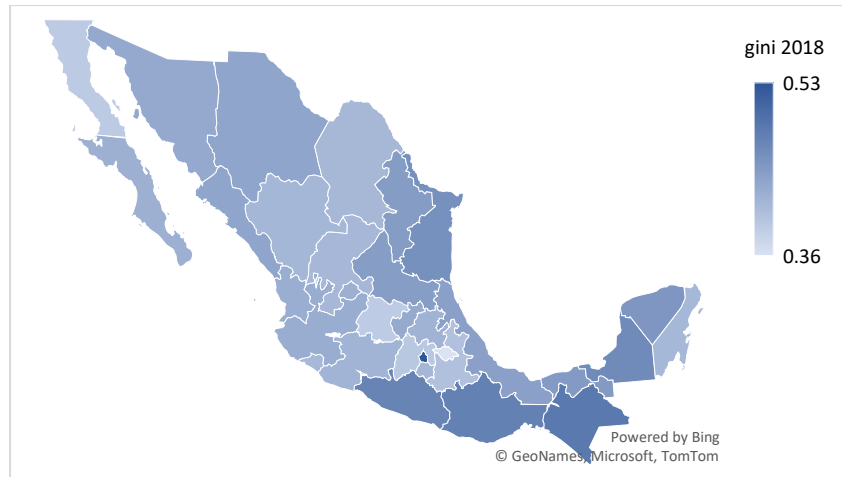 gini 2018
0.53
0.36
Powered by Bing
© GeoNames, Microsoft, TomTom